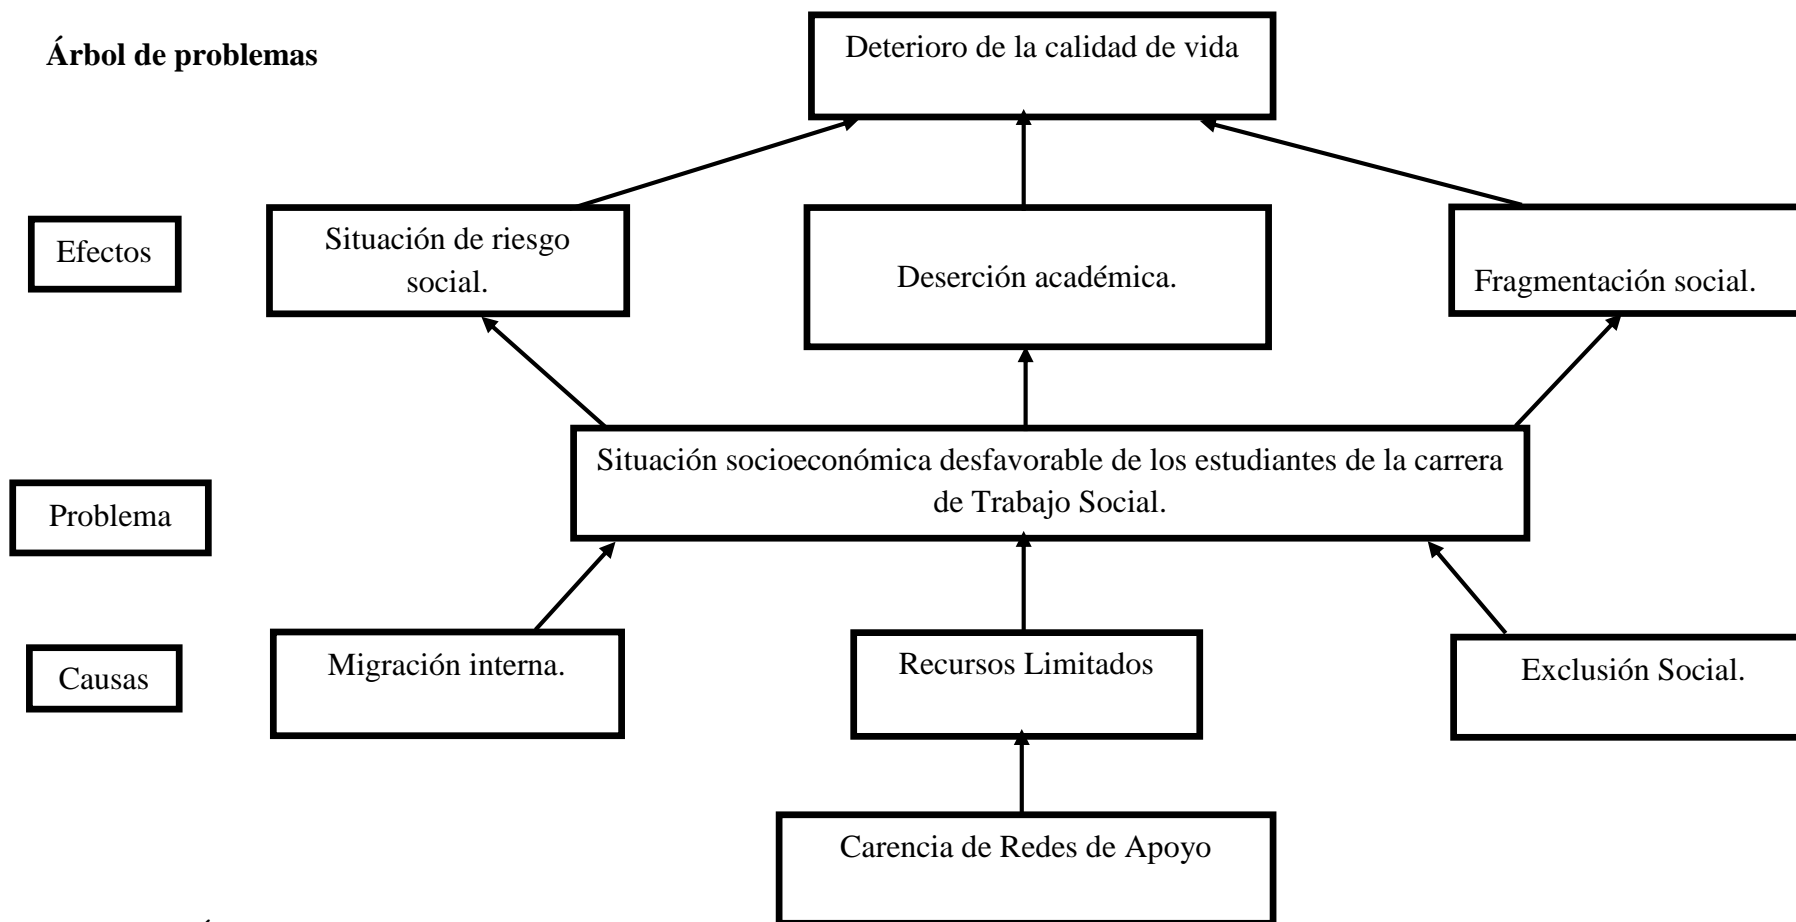 Árbol de problemas
Deterioro de la calidad de vida
Efectos
Situación de riesgo
social.
Deserción académica.
Fragmentación social.
Problema
Situación socioeconómica desfavorable de los estudiantes de la carrera
de Trabajo Social.
Causas
Migración interna.
Recursos Limitados
Exclusión Social.
Carencia de Redes de Apoyo